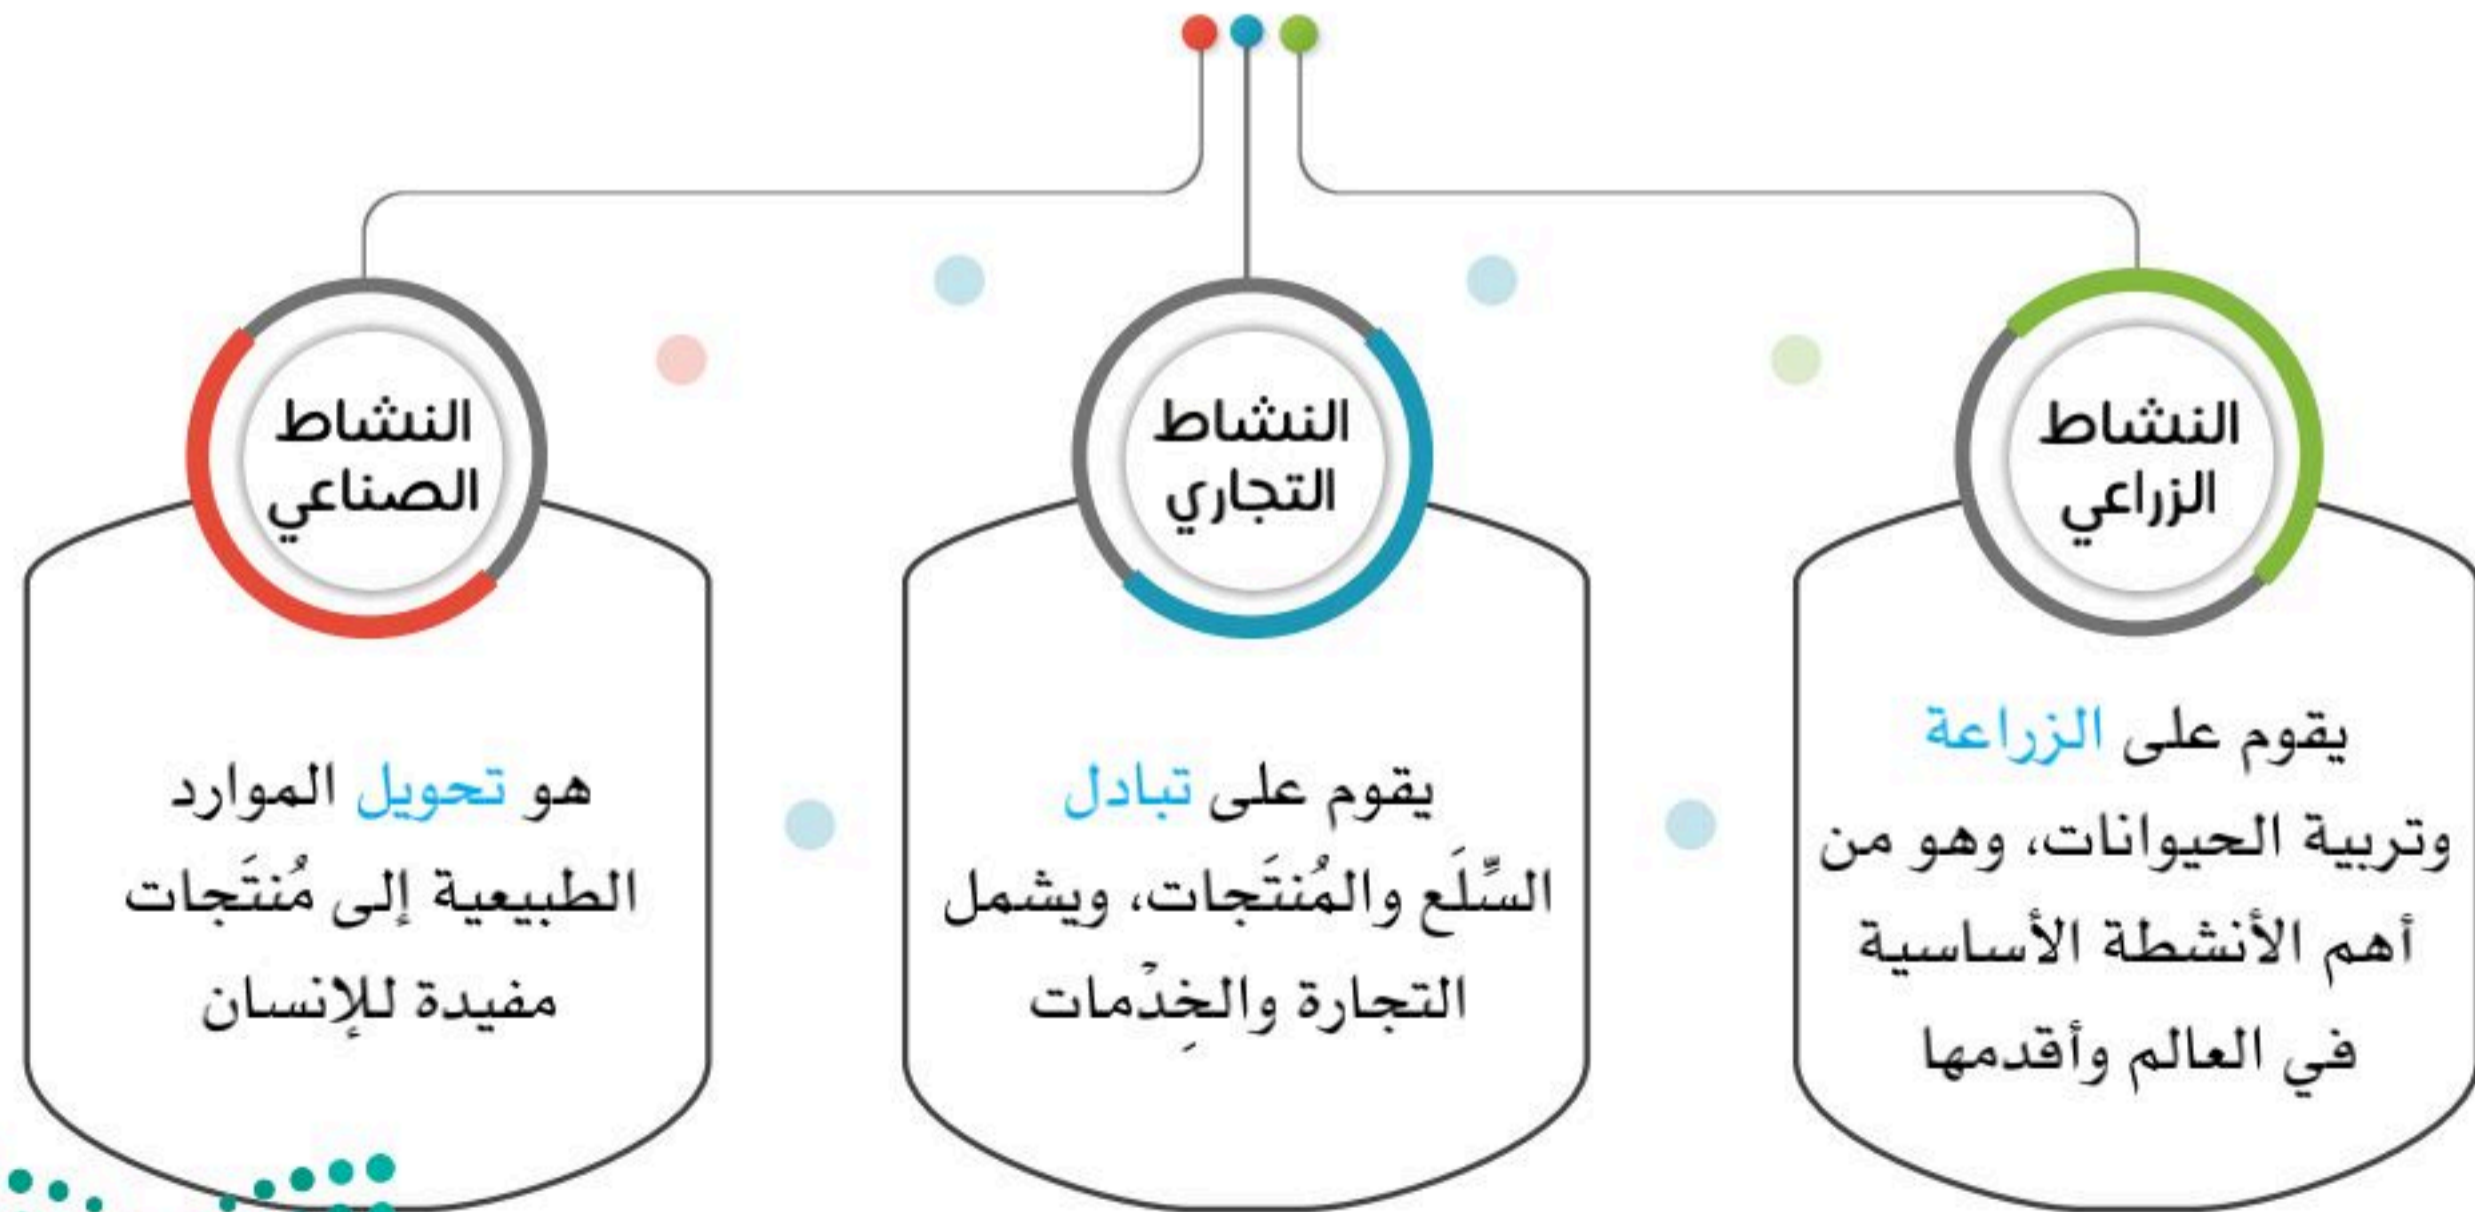 النشاط
الزراعي
يقوم على الزراعة
وتربية الحيوانات، وهو من
أهم الأنشطة الأساسية
في العالم وأقدمها
النشاط
التجاري
يقوم على تبادل
السِّلَع والمُنتَجات، ويشمل
التجارة والخِدْمات
النشاط
الصناعي
هو تحويل الموارد
الطبيعية إلى مُنتَجات
مفيدة للإنسان